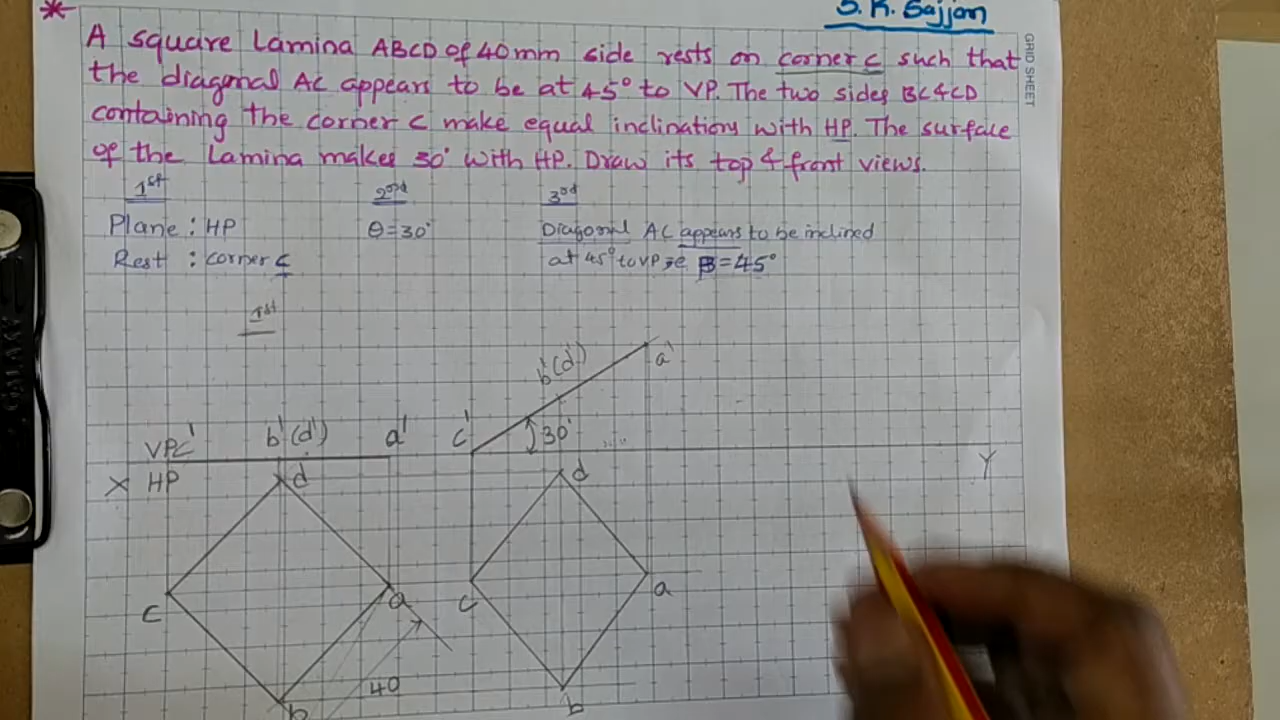 *
S. R. Sajjan
GRID SHEET
A square Lamina ABCD of 40mm side rests on corner C such that
the diagonal AC appears to be at 45° to VP. The two sides BC & CD
containing the corner C make equal inclinations with HP. The surface
of the Lamina makes 30° with HP. Draw its top & front views.
1st 2nd 3rd
Plane : HP θ=30° Diagonal AC appears to be inclined
Rest : corner C at 45° to VP ie β=45°
1st
b'(d') a'
VP c' b'(d') a' c' 30°
X HP d d Y
c a c a
40
b b